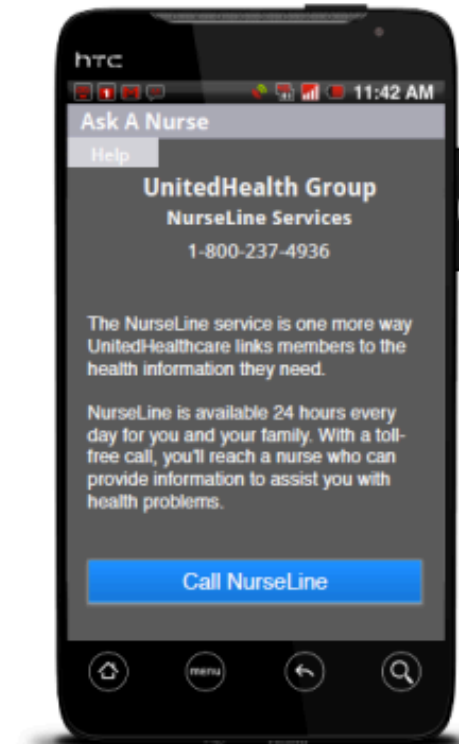 hTC
11:42 AM
Ask A Nurse
Help
UnitedHealth Group
NurseLine Services
1-800-237-4936
The NurseLine service is one more way
UnitedHealthcare links members to the
health information they need.
NurseLine is available 24 hours every
day for you and your family. With a toll-
free call, you'll reach a nurse who can
provide information to assist you with
health problems.
Call NurseLine
menu